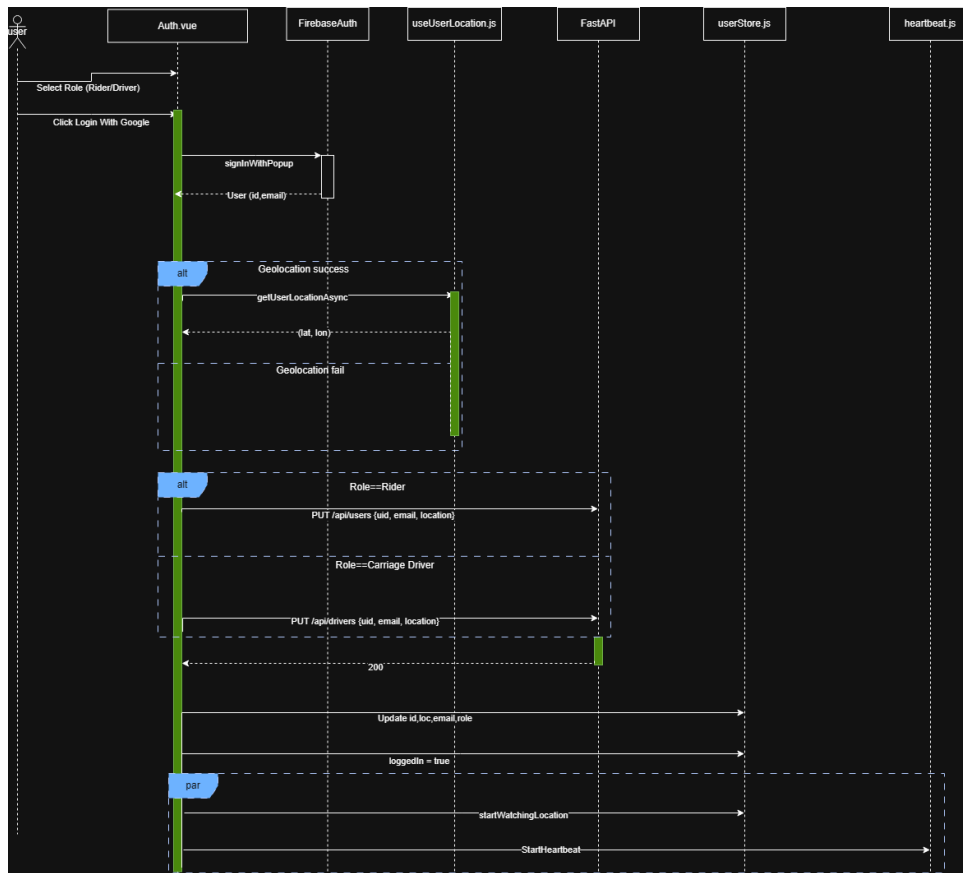 user
Auth.vue
FirebaseAuth
useUserLocation.js
FastAPI
userStore.js
heartbeat.js
Select Role (Rider/Driver)
Click Login With Google
signInWithPopup
User (id,email)
alt
Geolocation success
getUserLocationAsync
(lat, lon)
Geolocation fail
alt
Role==Rider
PUT /api/users {uid, email, location}
Role==Carriage Driver
PUT /api/drivers {uid, email, location}
200
Update id,loc,email,role
loggedIn = true
par
startWatchingLocation
StartHeartbeat